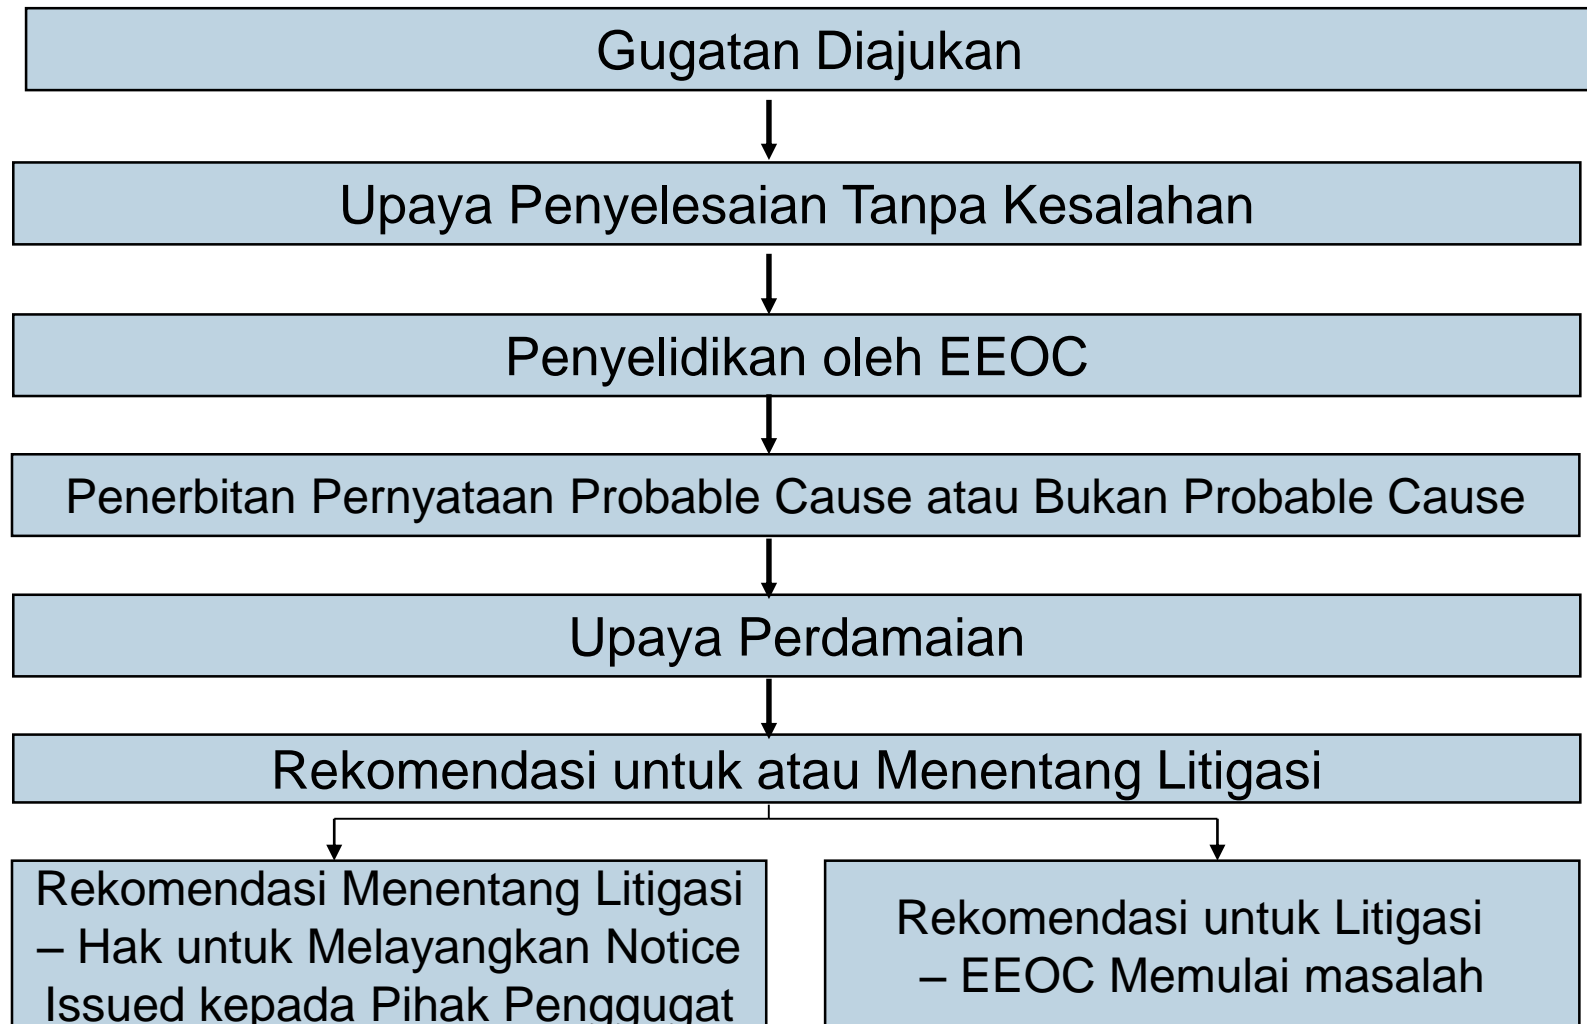 Gugatan Diajukan
Upaya Penyelesaian Tanpa Kesalahan
Penyelidikan oleh EEOC
Penerbitan Pernyataan Probable Cause atau Bukan Probable Cause
Upaya Perdamaian
Rekomendasi untuk atau Menentang Litigasi
Rekomendasi Menentang Litigasi
– Hak untuk Melayangkan Notice
Issued kepada Pihak Penggugat
Rekomendasi untuk Litigasi
– EEOC Memulai masalah